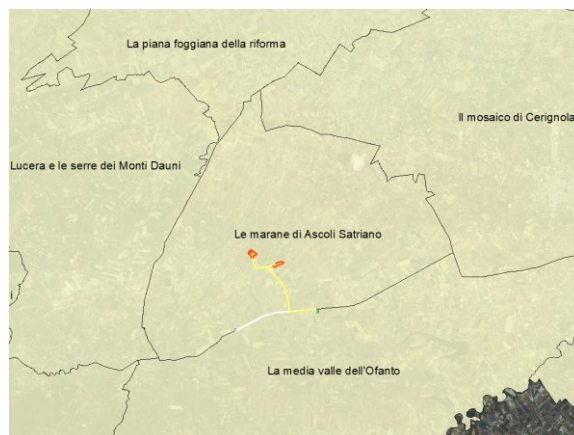 La piana foggiana della riforma
Il mosaico di Cerignola
Lucera e le serre dei Monti Dauni
Le marane di Ascoli Satriano
La media valle dell'Ofanto